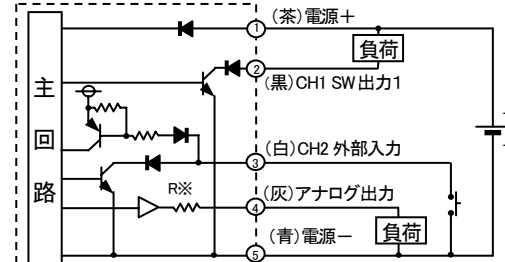 (茶)電源+
① 負荷
②
(黒)CH1 SW出力1
主回路
(白)CH2 外部入力
③
R※
(灰)アナログ出力
④
負荷
(青)電源−
⑤